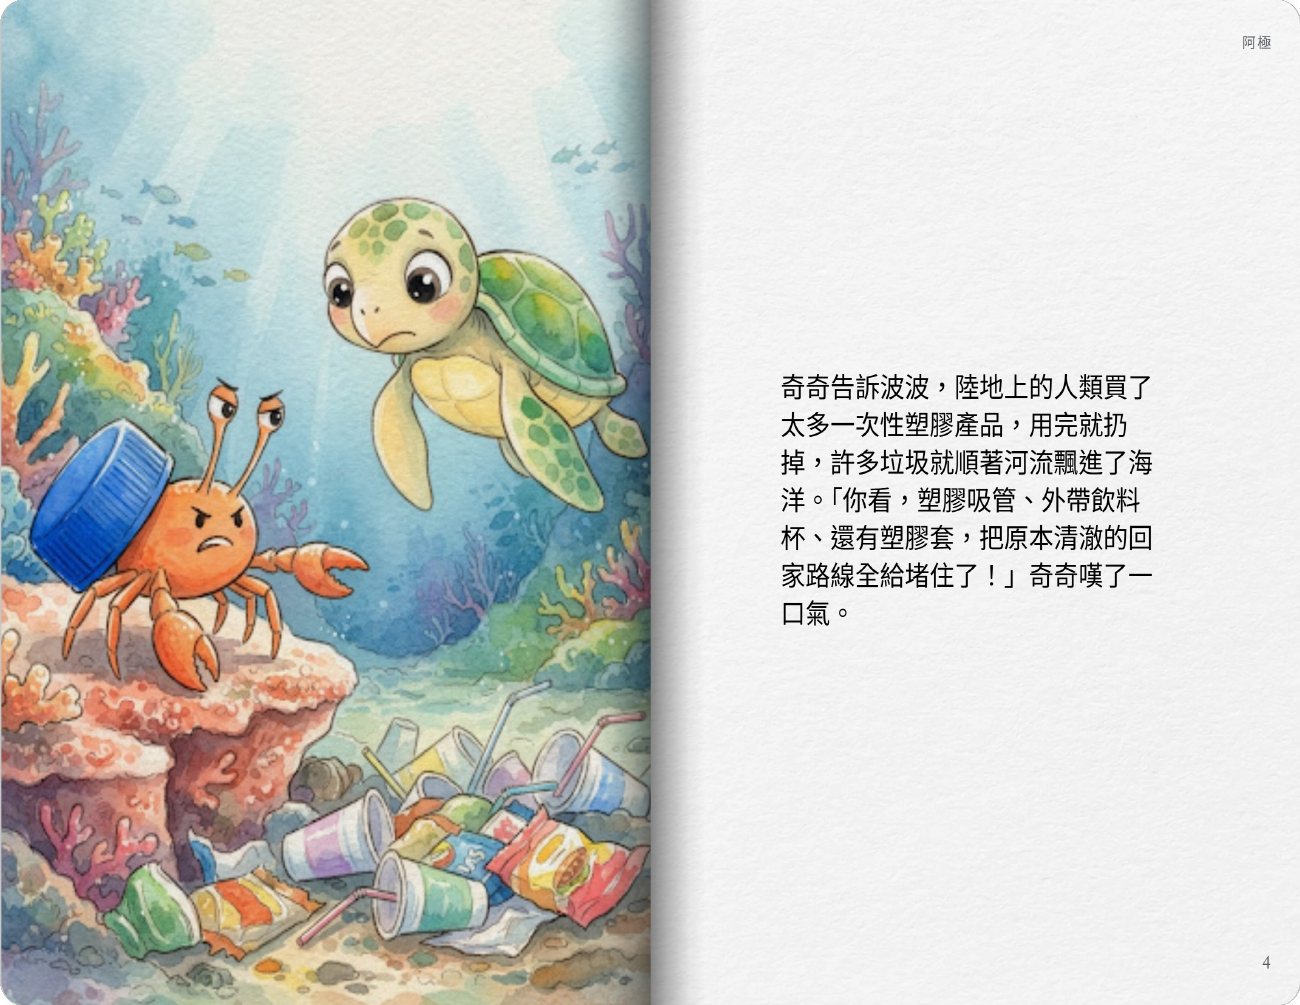 阿極
奇奇告訴波波，陸地上的人類買了
太多一次性塑膠產品，用完就扔
掉，許多垃圾就順著河流飄進了海
洋。「你看，塑膠吸管、外帶飲料
杯、還有塑膠套，把原本清澈的回
家路線全給堵住了！」奇奇嘆了一
口氣。
4